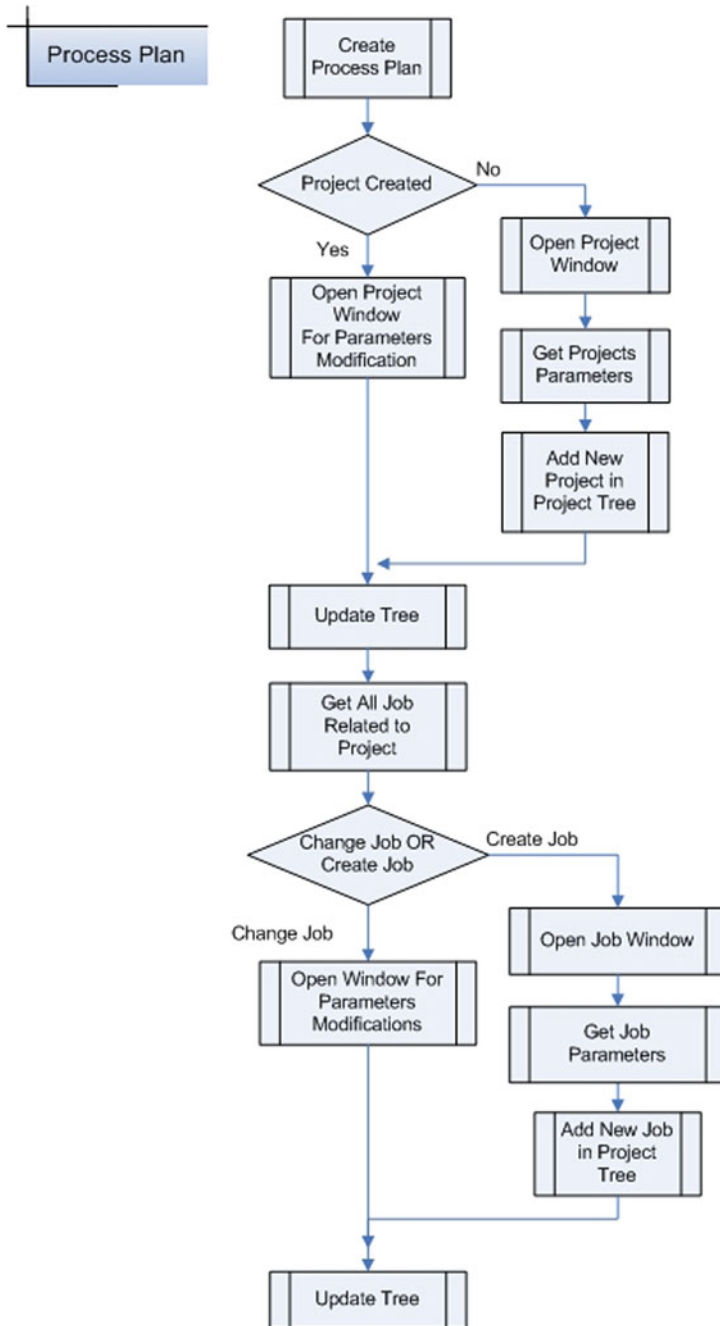 Process Plan
Create
Process Plan
Project Created
No
Yes
Open Project
Window
Open Project
Window
For Parameters
Modification
Get Projects
Parameters
Add New
Project in
Project Tree
Update Tree
Get All Job
Related to
Project
Change Job OR
Create Job
Create Job
Change Job
Open Job Window
Open Window For
Parameters
Modifications
Get Job
Parameters
Add New Job
in Project
Tree
Update Tree